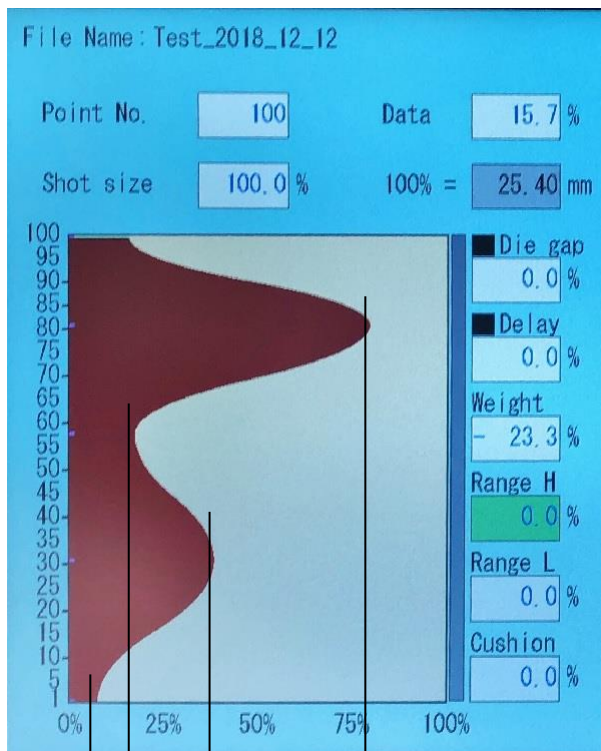 File Name:Test_2018_12_12
Point No. 100 Data 15.7 %
Shot size 100.0 % 100% = 25.40 mm
100
95
90
85
80
75
70
65
60
55
50
45
40
35
30
25
20
15
10
5
1
0% 25% 50% 75% 100%
Die gap
0.0 %
Delay
0.0 %
Weight
- 23.3 %
Range H
0.0 %
Range L
0.0 %
Cushion
0.0 %